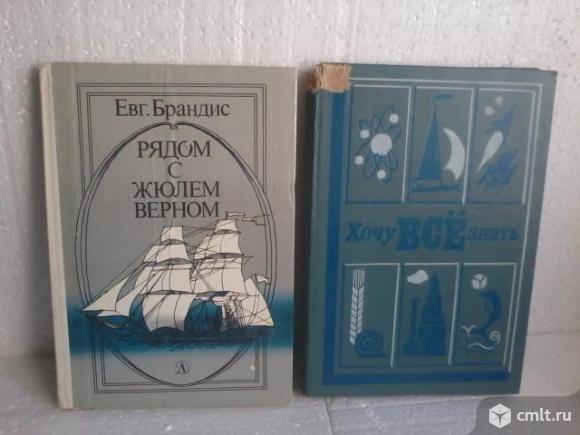 Евг. Брандис
РЯДОМ
С
ЖЮЛЕМ
ВЕРНОМ
Д
Хочу ВСЁ знать
cmlt.ru